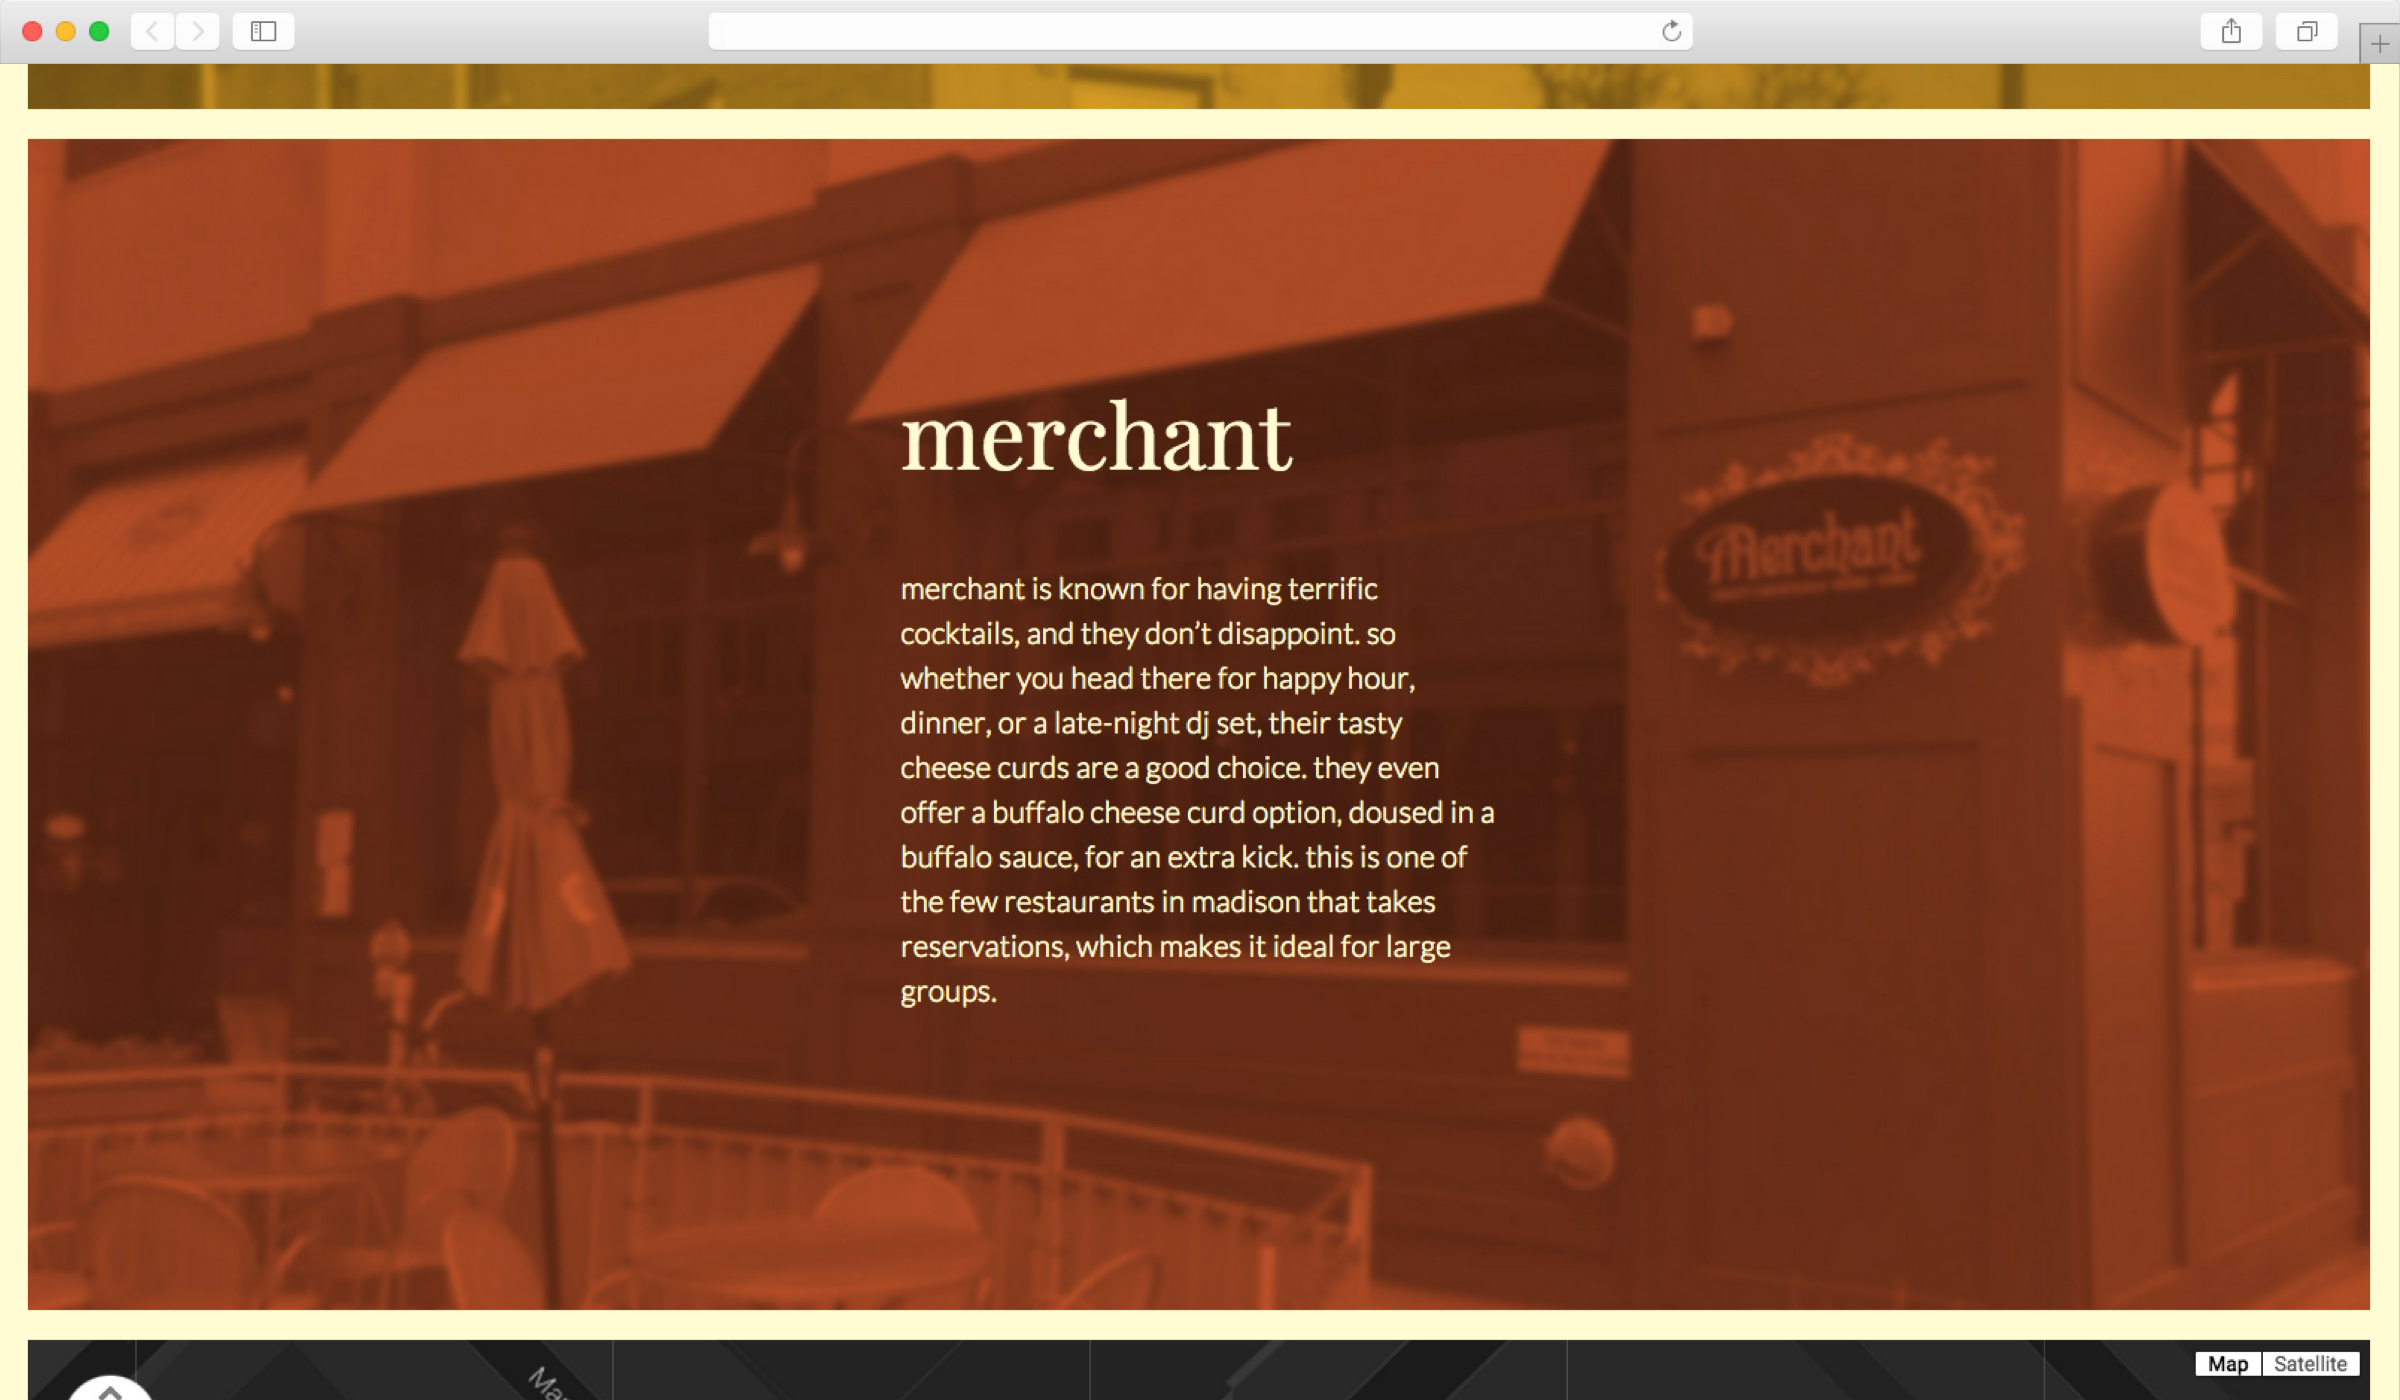 merchant
Merchant
merchant is known for having terrific
cocktails, and they don’t disappoint. so
whether you head there for happy hour,
dinner, or a late-night dj set, their tasty
cheese curds are a good choice. they even
offer a buffalo cheese curd option, doused in a
buffalo sauce, for an extra kick. this is one of
the few restaurants in madison that takes
reservations, which makes it ideal for large
groups.
Map Satellite